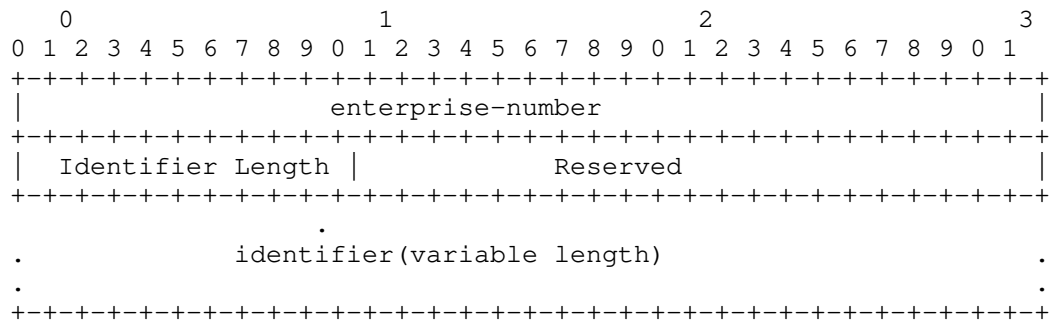 0                   1                   2                   3
 0 1 2 3 4 5 6 7 8 9 0 1 2 3 4 5 6 7 8 9 0 1 2 3 4 5 6 7 8 9 0 1
+-+-+-+-+-+-+-+-+-+-+-+-+-+-+-+-+-+-+-+-+-+-+-+-+-+-+-+-+-+-+-+-+
|                   enterprise-number                           |
+-+-+-+-+-+-+-+-+-+-+-+-+-+-+-+-+-+-+-+-+-+-+-+-+-+-+-+-+-+-+-+-+
|  Identifier Length |            Reserved                      |
+-+-+-+-+-+-+-+-+-+-+-+-+-+-+-+-+-+-+-+-+-+-+-+-+-+-+-+-+-+-+-+-+
                   .
.             identifier(variable length)                       .
.                                                               .
+-+-+-+-+-+-+-+-+-+-+-+-+-+-+-+-+-+-+-+-+-+-+-+-+-+-+-+-+-+-+-+-+